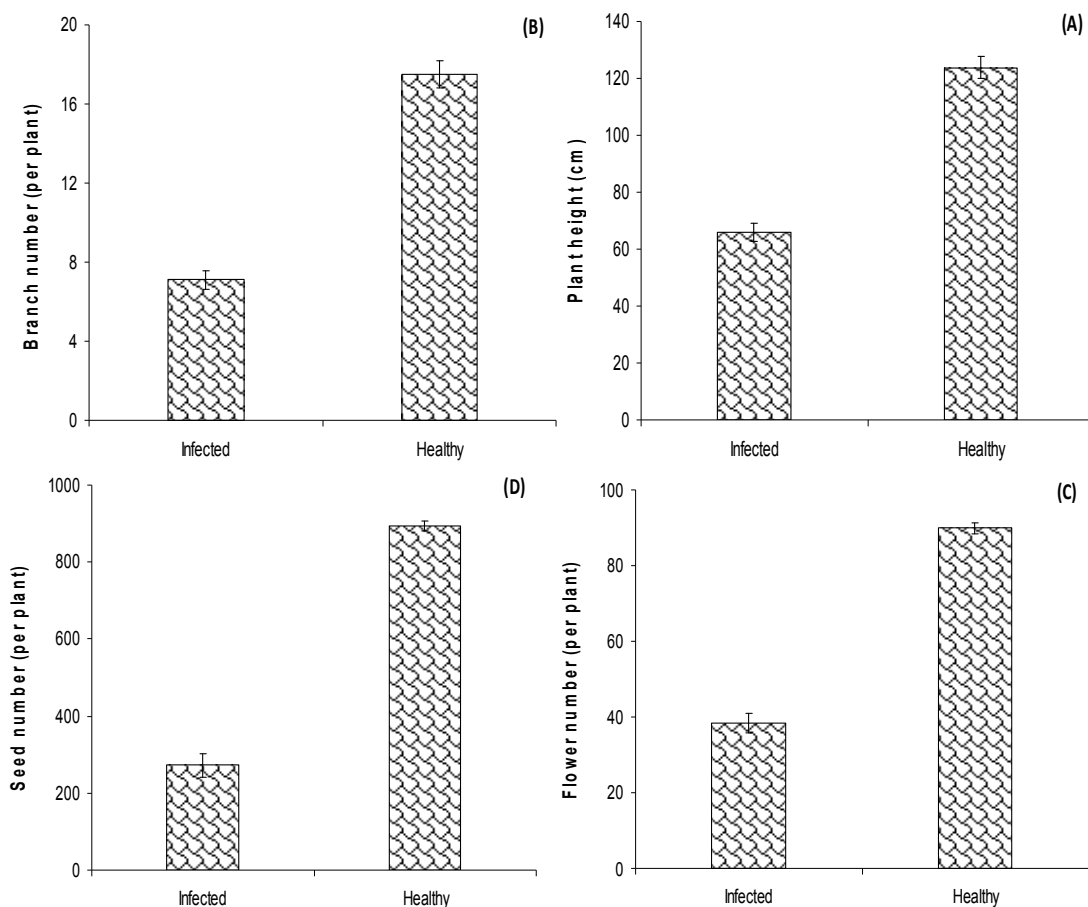 (B)
Branch number (per plant)
20
16
12
8
4
0
Infected Healthy
(A)
Plant height (cm)
140
120
100
80
60
40
20
0
Infected Healthy
(D)
Seed number (per plant)
1000
800
600
400
200
0
Infected Healthy
(C)
Flower number (per plant)
100
80
60
40
20
0
Infected Healthy